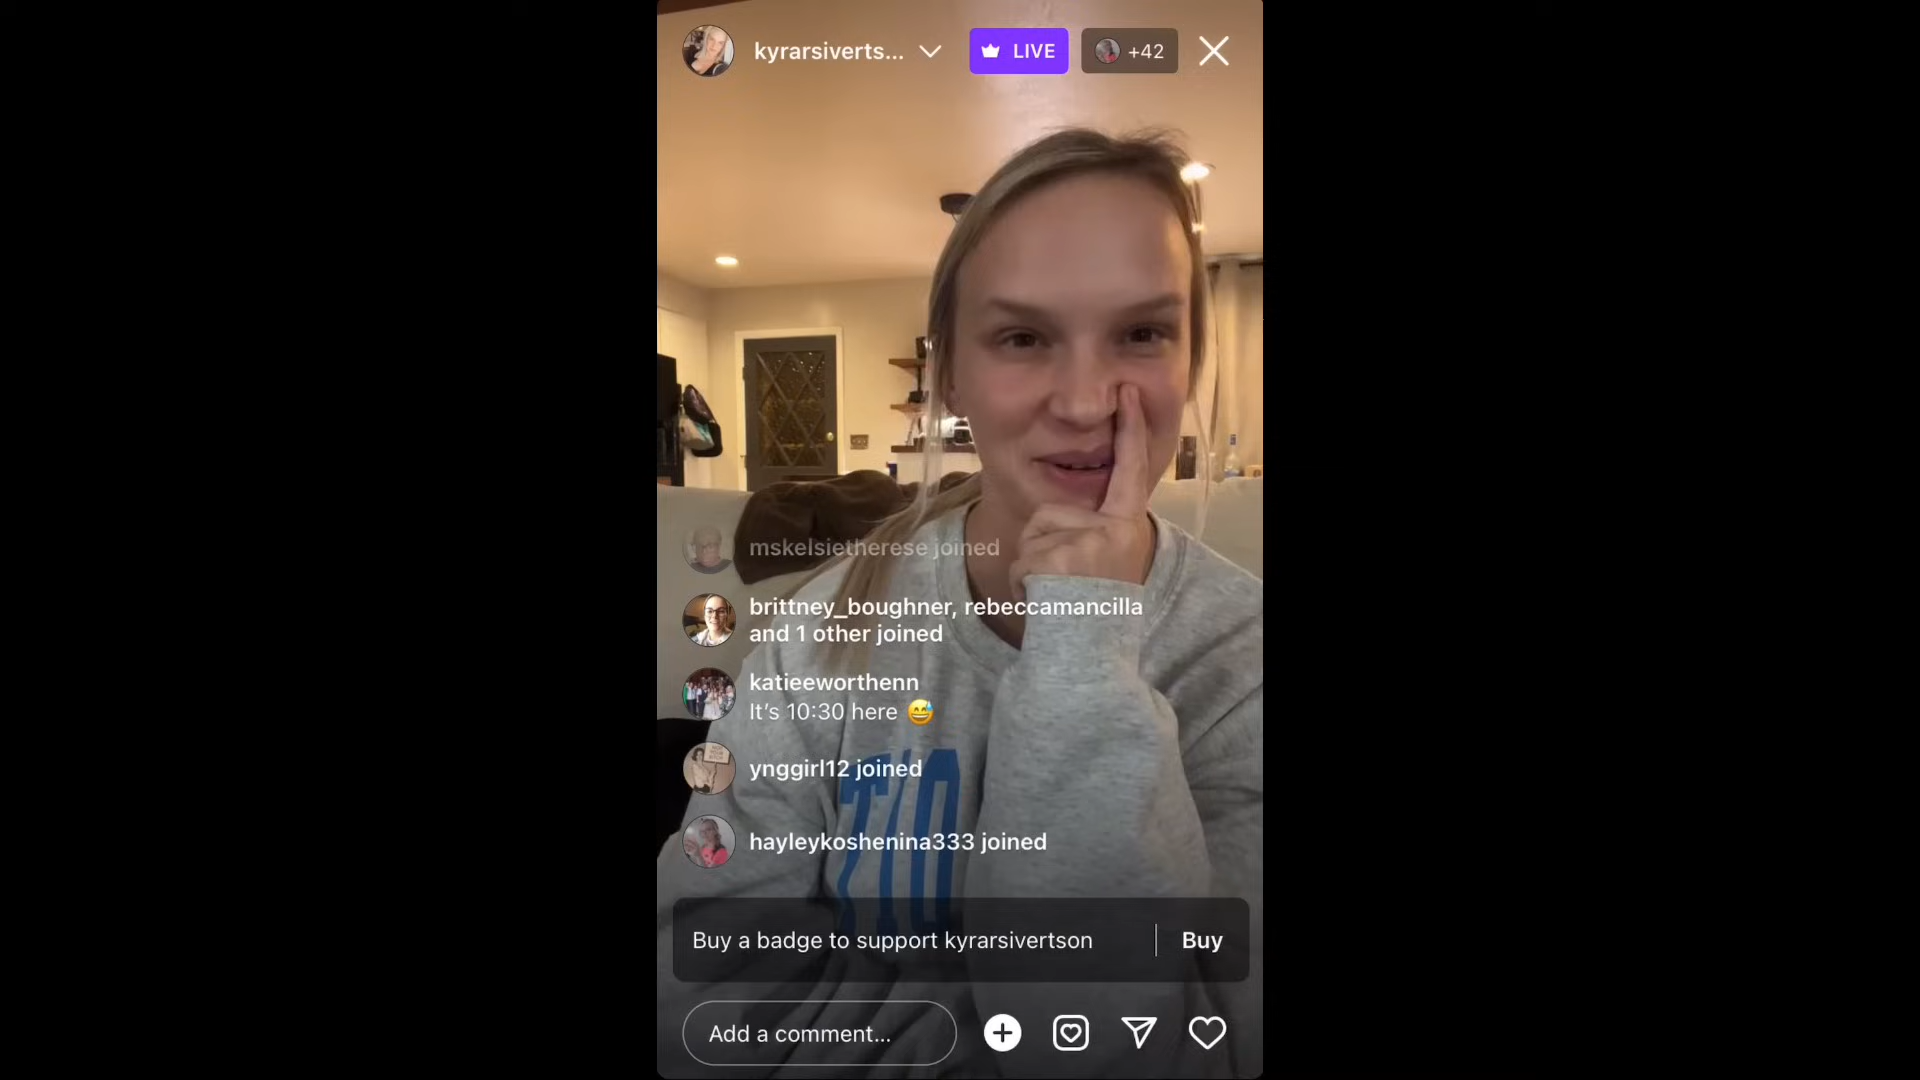 kyrarsiverts...
LIVE
+42
mskelsietherese joined
brittney_boughner, rebeccamancilla
and 1 other joined
katieeworthenn
It's 10:30 here 😅
ynggirl12 joined
hayleykoshenina333 joined
TIO
Buy a badge to support kyrarsivertson
Buy
Add a comment...